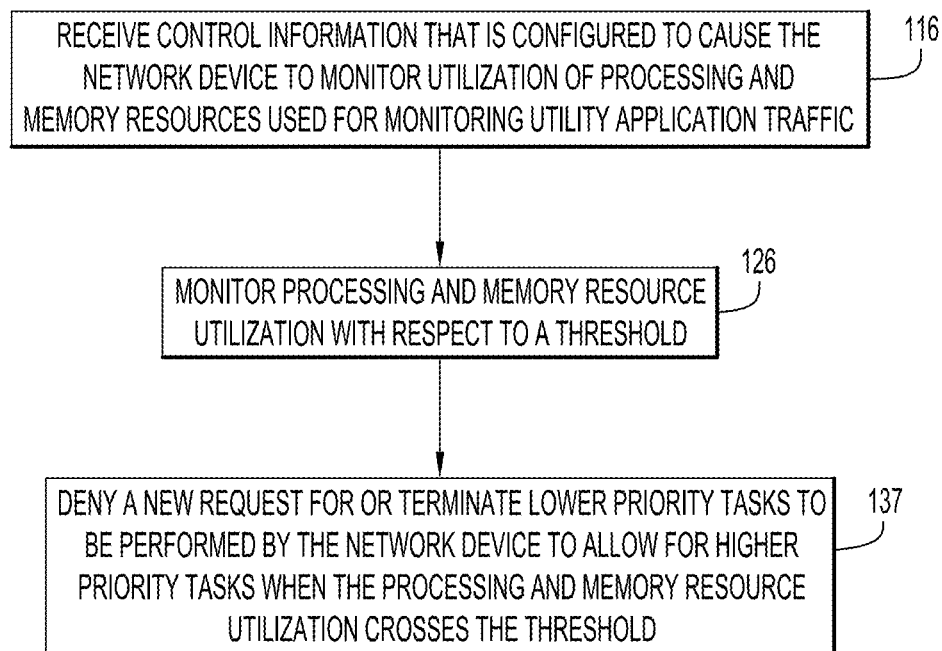 RECEIVE CONTROL INFORMATION THAT IS CONFIGURED TO CAUSE THE
NETWORK DEVICE TO MONITOR UTILIZATION OF PROCESSING AND
MEMORY RESOURCES USED FOR MONITORING UTILITY APPLICATION TRAFFIC
116
MONITOR PROCESSING AND MEMORY RESOURCE
UTILIZATION WITH RESPECT TO A THRESHOLD
126
DENY A NEW REQUEST FOR OR TERMINATE LOWER PRIORITY TASKS TO
BE PERFORMED BY THE NETWORK DEVICE TO ALLOW FOR HIGHER
PRIORITY TASKS WHEN THE PROCESSING AND MEMORY RESOURCE
UTILIZATION CROSSES THE THRESHOLD
137